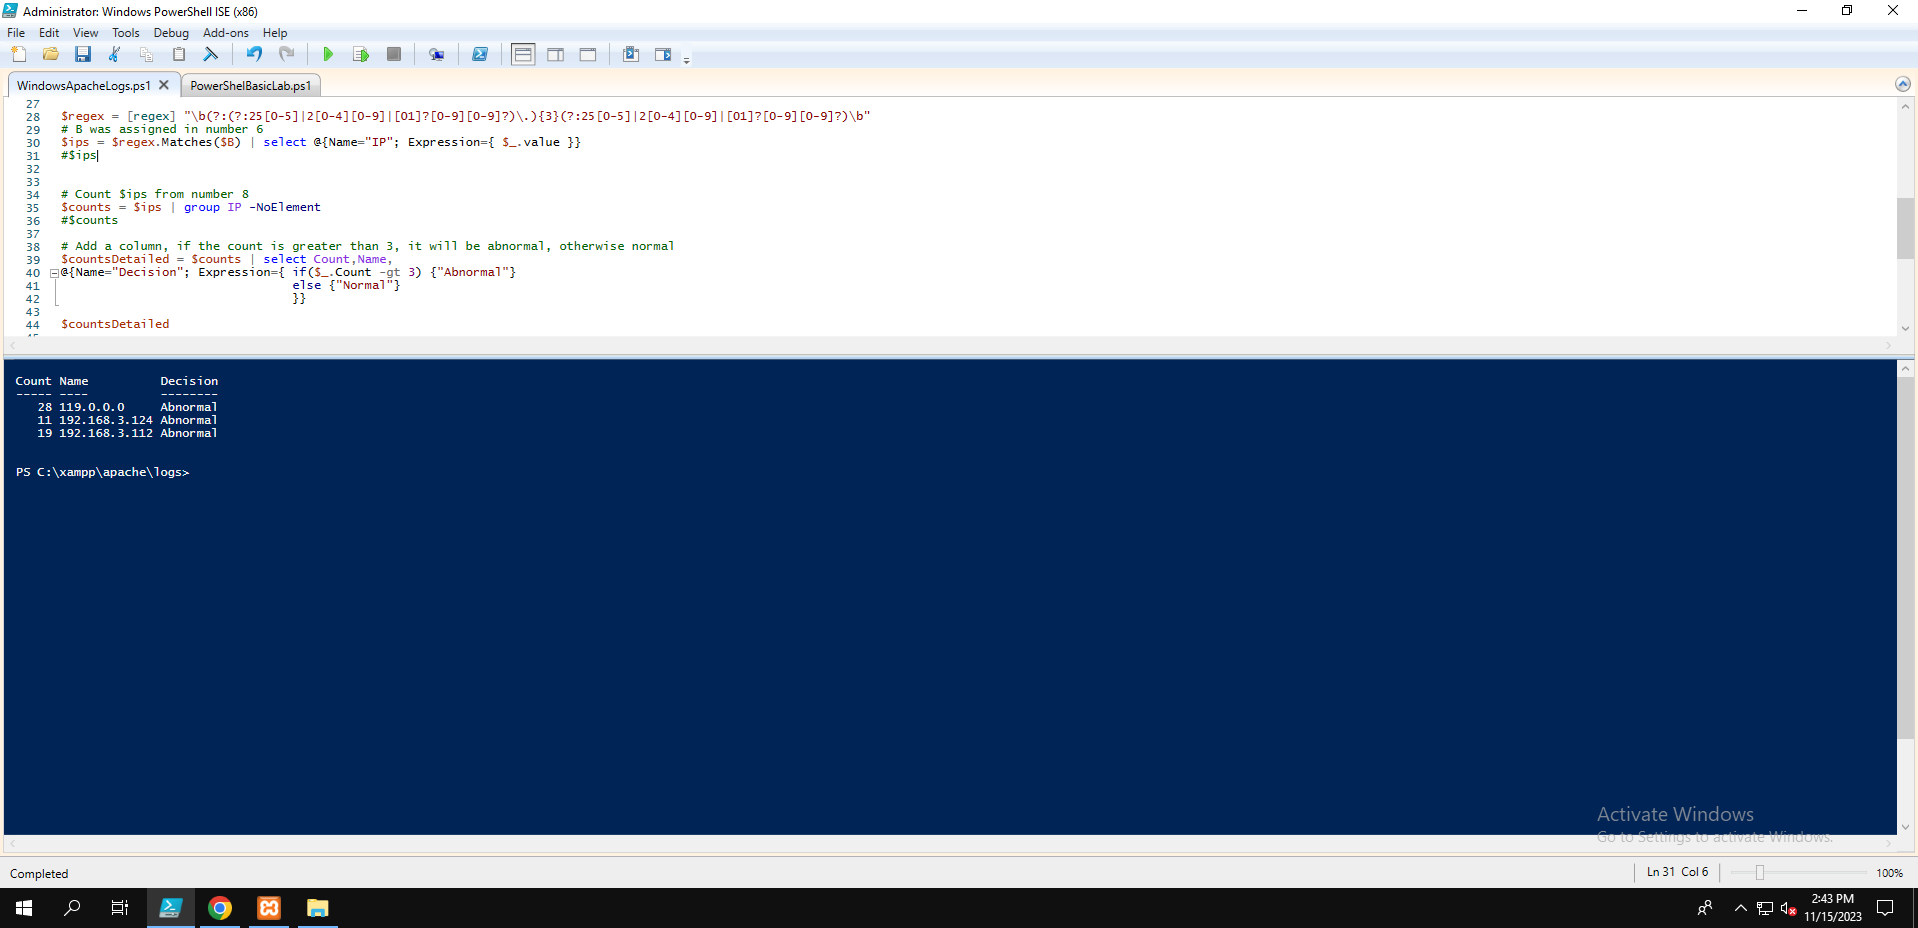 Administrator: Windows PowerShell ISE (x86)
File Edit View Tools Debug Add-ons Help
WindowsApacheLogs.ps1 PowerShelBasicLab.ps1
27
28 $regex = [regex] "\b(?:(?:25[0-5]|2[0-4][0-9]|[01]?[0-9][0-9]?)\.){3}(?:25[0-5]|2[0-4][0-9]|[01]?[0-9][0-9]?)\b"
29 # B was assigned in number 6
30 $ips = $regex.Matches($B) | select @{Name="IP"; Expression={ $_.value }}
31 #$ips
32
33
34 # Count $ips from number 8
35 $counts = $ips | group IP -NoElement
36 #$counts
37
38 # Add a column, if the count is greater than 3, it will be abnormal, otherwise normal
39 $countsDetailed = $counts | select Count,Name,
40 @{Name="Decision"; Expression={ if($_.Count -gt 3) {"Abnormal"}
41 else {"Normal"}
42 }}
43
44 $countsDetailed
45
Count Name Decision
----- ---- --------
28 119.0.0.0 Abnormal
11 192.168.3.124 Abnormal
19 192.168.3.112 Abnormal
PS C:\xampp\apache\logs>
Activate Windows
Go to Settings to activate Windows.
Completed
Ln 31 Col 6
100%
2:43 PM
11/15/2023